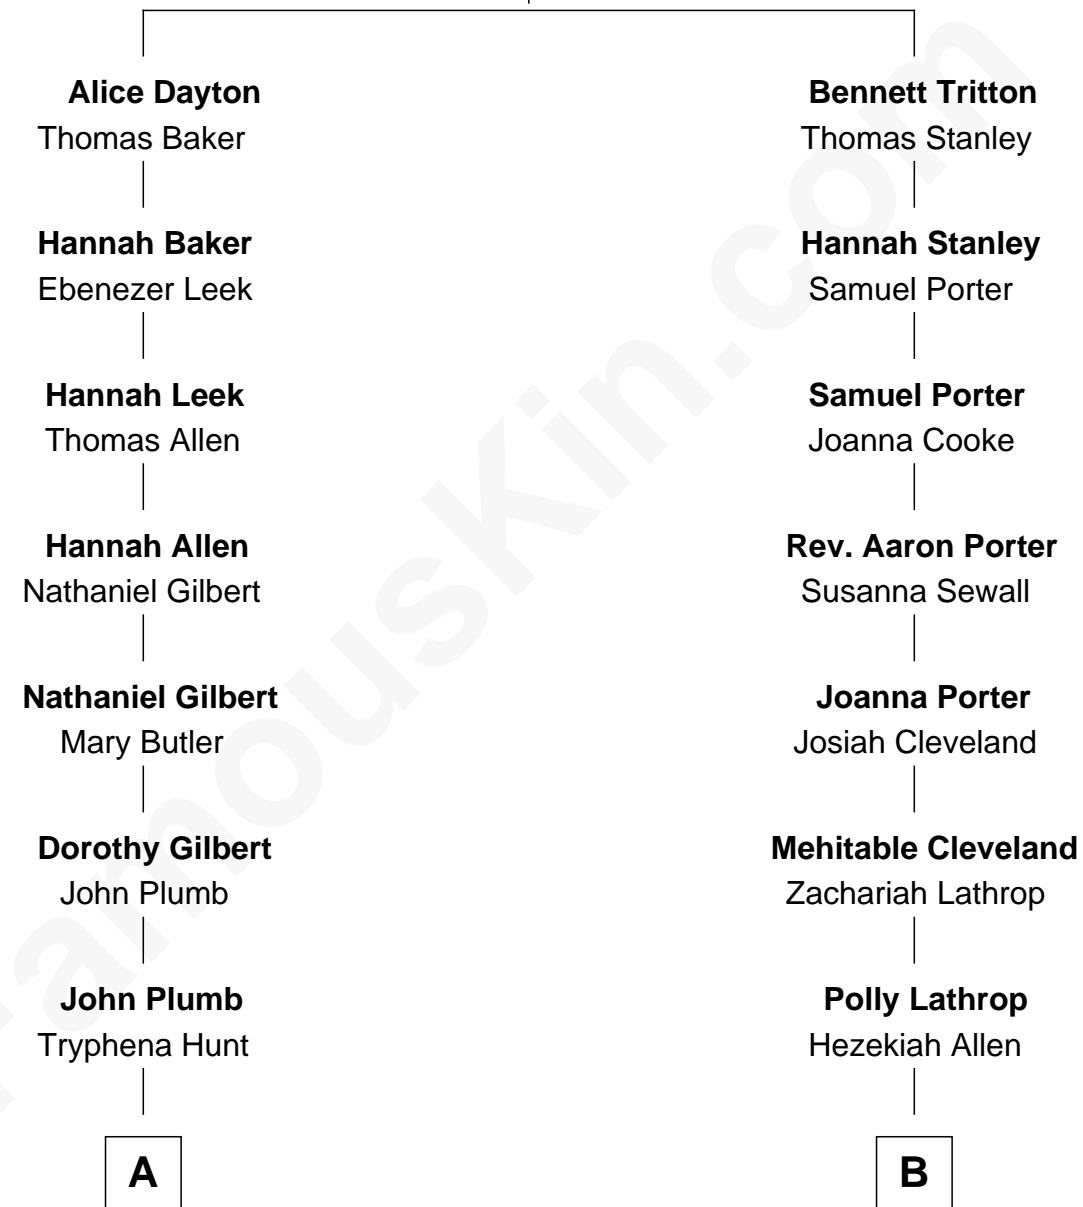 Alice Dayton
Thomas Baker
Hannah Baker
Ebenezer Leek
Hannah Leek
Thomas Allen
Hannah Allen
Nathaniel Gilbert
Nathaniel Gilbert
Mary Butler
Dorothy Gilbert
John Plumb
John Plumb
Tryphena Hunt
A
Bennett Tritton
Thomas Stanley
Hannah Stanley
Samuel Porter
Samuel Porter
Joanna Cooke
Rev. Aaron Porter
Susanna Sewall
Joanna Porter
Josiah Cleveland
Mehitable Cleveland
Zachariah Lathrop
Polly Lathrop
Hezekiah Allen
B
FamousKin.com